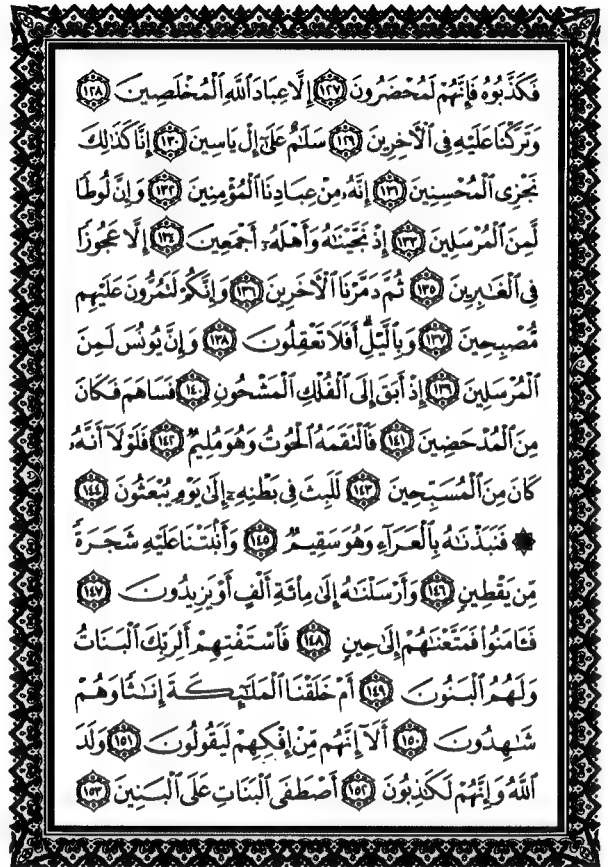 فَكَذَّبُوهُ فَإِنَّهُمْ لَمُحْضَرُونَ ١٢٧ إِلَّا عِبَادَ ٱللَّهِ ٱلْمُخْلَصِينَ ١٢٨
وَتَرَكْنَا عَلَيْهِ فِى ٱلْأَخِرِينَ ١٢٩ سَلَٰمٌ عَلَىٰٓ إِلْ يَاسِينَ ١٣٠ إِنَّا كَذَٰلِكَ
نَجْزِى ٱلْمُحْسِنِينَ ١٣١ إِنَّهُۥ مِنْ عِبَادِنَا ٱلْمُؤْمِنِينَ ١٣٢ وَإِنَّ لُوطًا
لَّمِنَ ٱلْمُرْسَلِينَ ١٣٣ إِذْ نَجَّيْنَٰهُ وَأَهْلَهُۥٓ أَجْمَعِينَ ١٣٤ إِلَّا عَجُوزًا
فِى ٱلْغَٰبِرِينَ ١٣٥ ثُمَّ دَمَّرْنَا ٱلْأَخَرِينَ ١٣٦ وَإِنَّكُمْ لَتَمُرُّونَ عَلَيْهِم
مُّصْبِحِينَ ١٣٧ وَبِٱلَّيْلِ ۗ أَفَلَا تَعْقِلُونَ ١٣٨ وَإِنَّ يُونُسَ لَمِنَ
ٱلْمُرْسَلِينَ ١٣٩ إِذْ أَبَقَ إِلَى ٱلْفُلْكِ ٱلْمَشْحُونِ ١٤٠ فَسَاهَمَ فَكَانَ
مِنَ ٱلْمُدْحَضِينَ ١٤١ فَٱلْتَقَمَهُ ٱلْحُوتُ وَهُوَ مُلِيمٌ ١٤٢ فَلَوْلَآ أَنَّهُۥ
كَانَ مِنَ ٱلْمُسَبِّحِينَ ١٤٣ لَلَبِثَ فِى بَطْنِهِۦٓ إِلَىٰ يَوْمِ يُبْعَثُونَ ١٤٤
۞ فَنَبَذْنَٰهُ بِٱلْعَرَآءِ وَهُوَ سَقِيمٌ ١٤٥ وَأَنۢبَتْنَا عَلَيْهِ شَجَرَةً
مِّن يَقْطِينٍ ١٤٦ وَأَرْسَلْنَٰهُ إِلَىٰ مِا۟ئَةِ أَلْفٍ أَوْ يَزِيدُونَ ١٤٧
فَـَٔامَنُوا۟ فَمَتَّعْنَٰهُمْ إِلَىٰ حِينٍ ١٤٨ فَٱسْتَفْتِهِمْ أَلِرَبِّكَ ٱلْبَنَاتُ
وَلَهُمُ ٱلْبَنُونَ ١٤٩ أَمْ خَلَقْنَا ٱلْمَلَٰٓئِكَةَ إِنَٰثًا وَهُمْ
شَٰهِدُونَ ١٥٠ أَلَآ إِنَّهُم مِّنْ إِفْكِهِمْ لَيَقُولُونَ ١٥١ وَلَدَ
ٱللَّهُ وَإِنَّهُمْ لَكَٰذِبُونَ ١٥٢ أَصْطَفَى ٱلْبَنَاتِ عَلَى ٱلْبَنِينَ ١٥٣